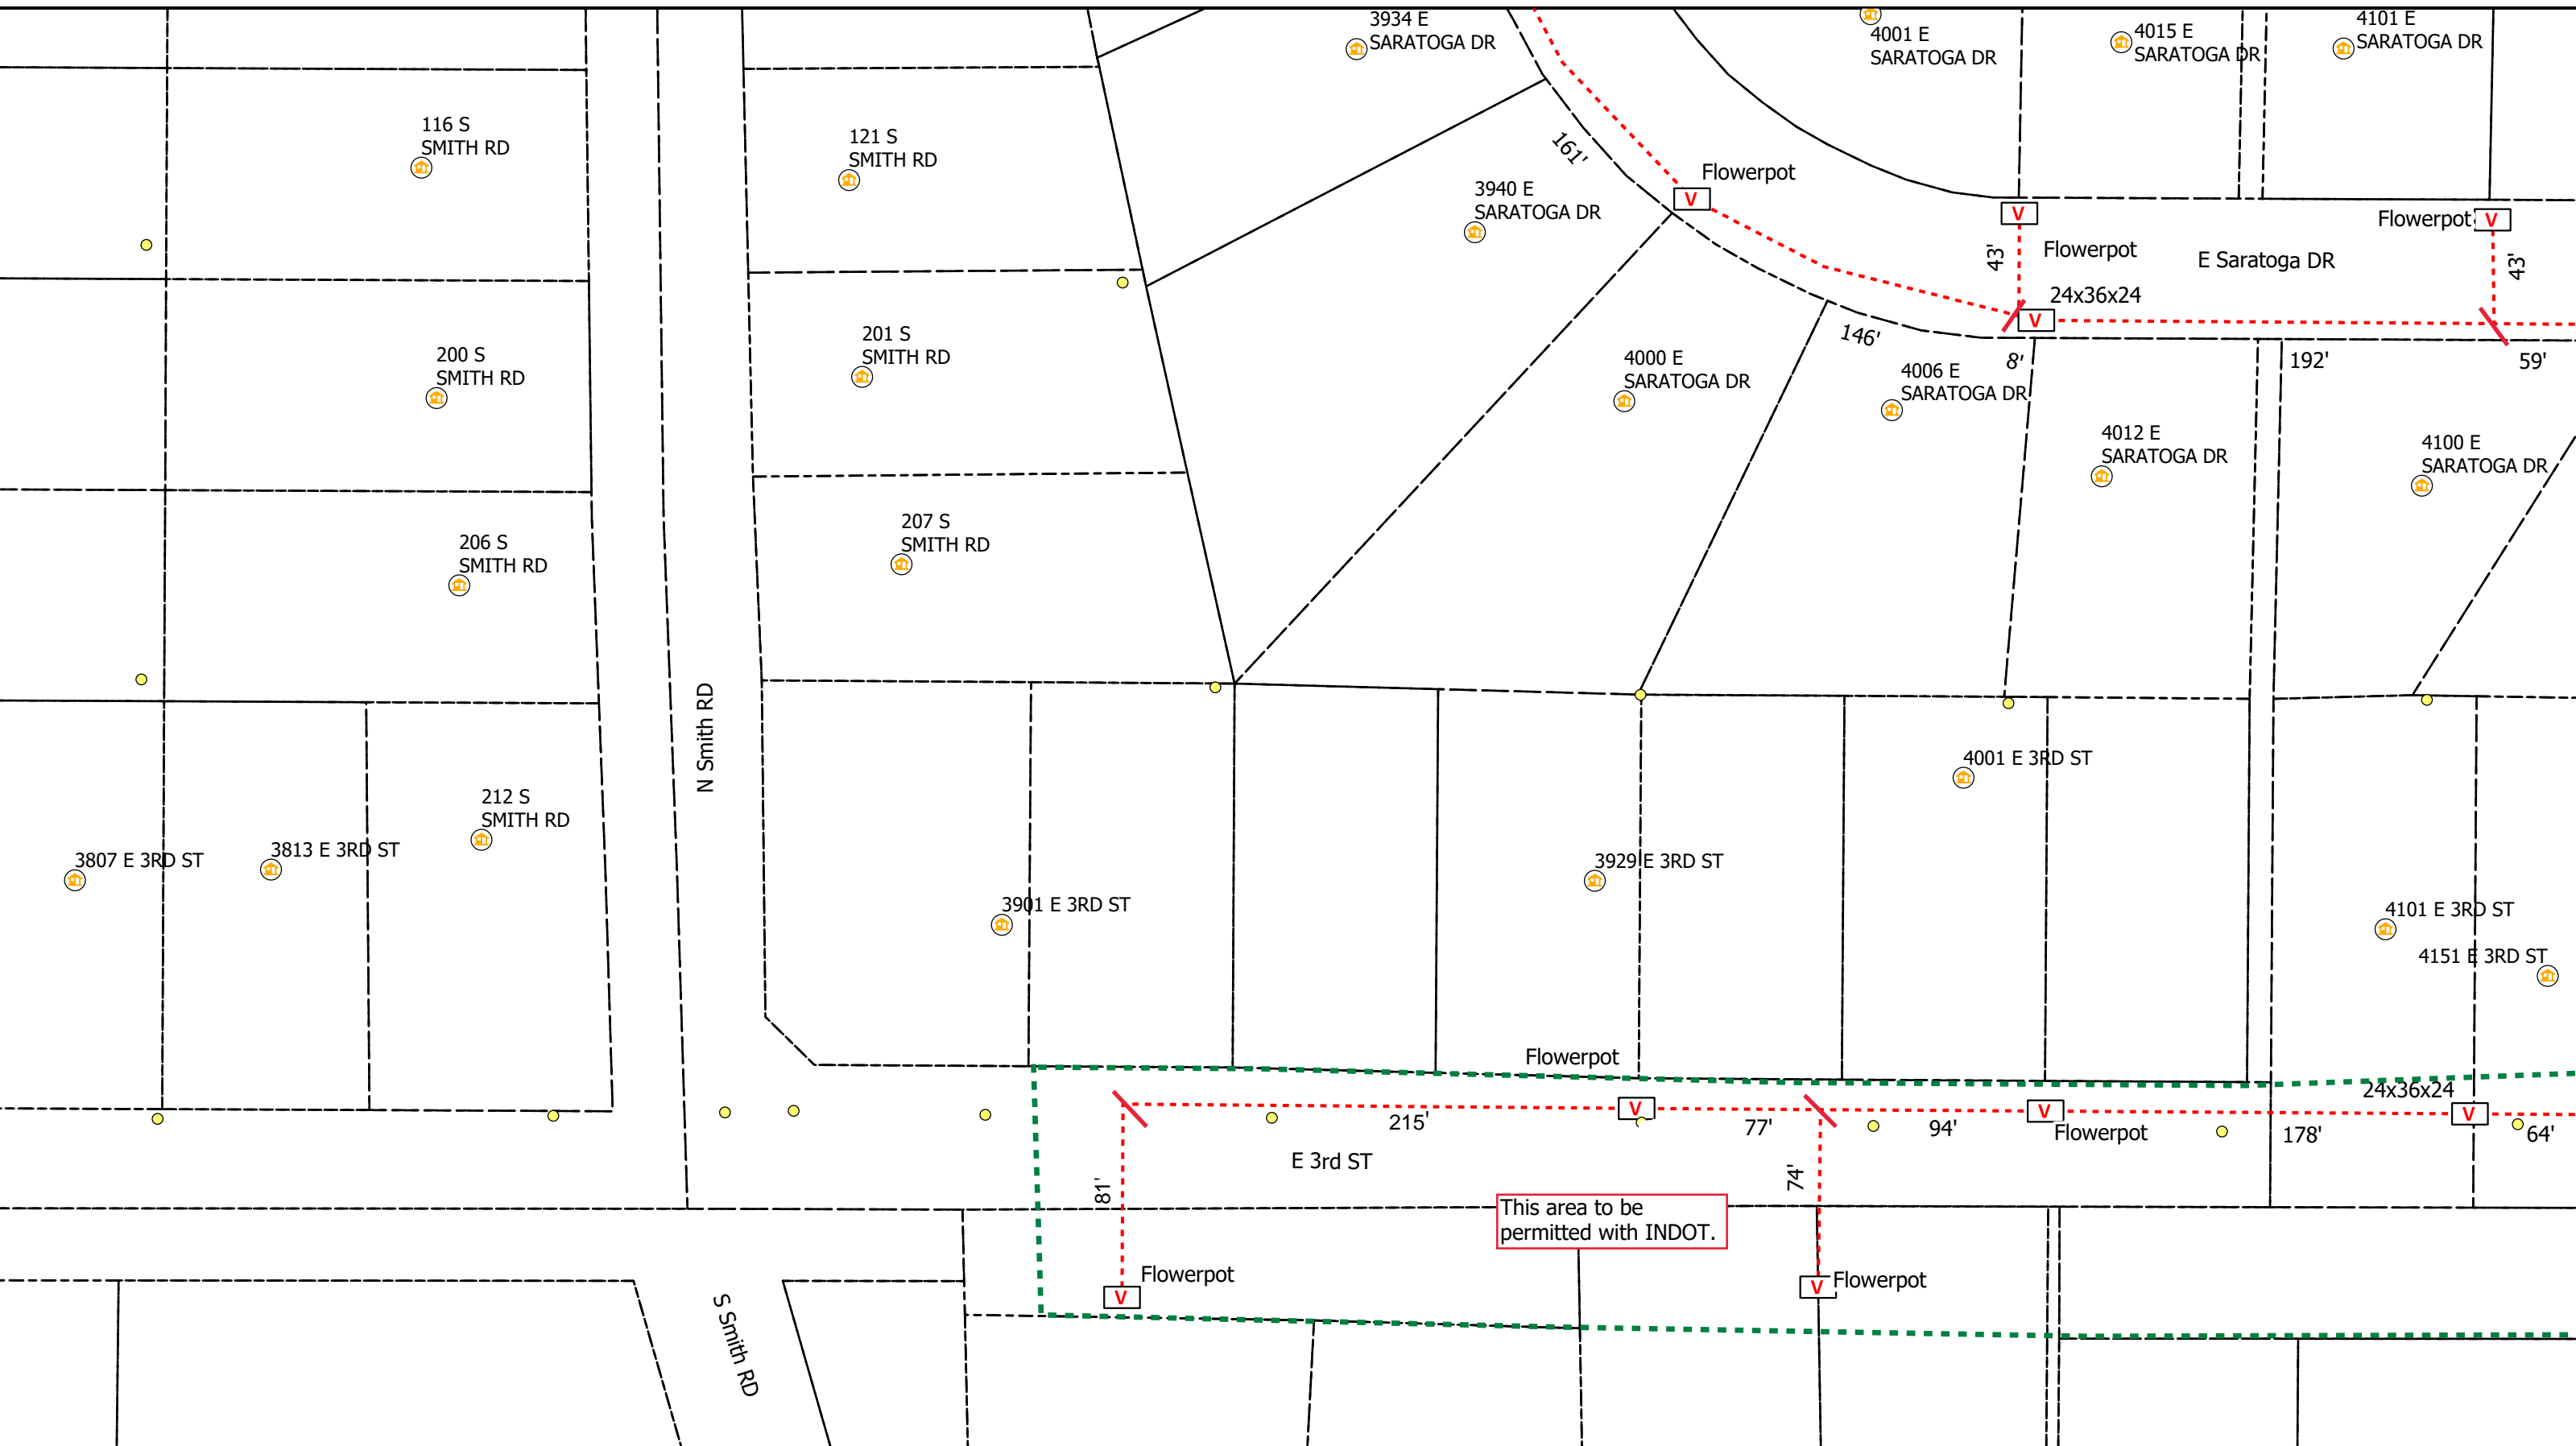 3934 E
SARATOGA DR
4001 E
SARATOGA DR
4015 E
SARATOGA DR
4101 E
SARATOGA DR
116 S
SMITH RD
121 S
SMITH RD
161'
Flowerpot
V
3940 E
SARATOGA DR
V
Flowerpot
V
43'
Flowerpot
E Saratoga DR
43'
24x36x24
V
201 S
SMITH RD
200 S
SMITH RD
146'
8'
192'
59'
4000 E
SARATOGA DR
4006 E
SARATOGA DR
4012 E
SARATOGA DR
4100 E
SARATOGA DR
207 S
SMITH RD
206 S
SMITH RD
N Smith RD
4001 E 3RD ST
212 S
SMITH RD
3807 E 3RD ST
3813 E 3RD ST
3929 E 3RD ST
3901 E 3RD ST
4101 E 3RD ST
4151 E 3RD ST
Flowerpot
24x36x24
V
V
V
215'
77'
94'
Flowerpot
178'
64'
E 3rd ST
81'
74'
This area to be
permitted with INDOT.
Flowerpot
V
Flowerpot
V
S Smith RD